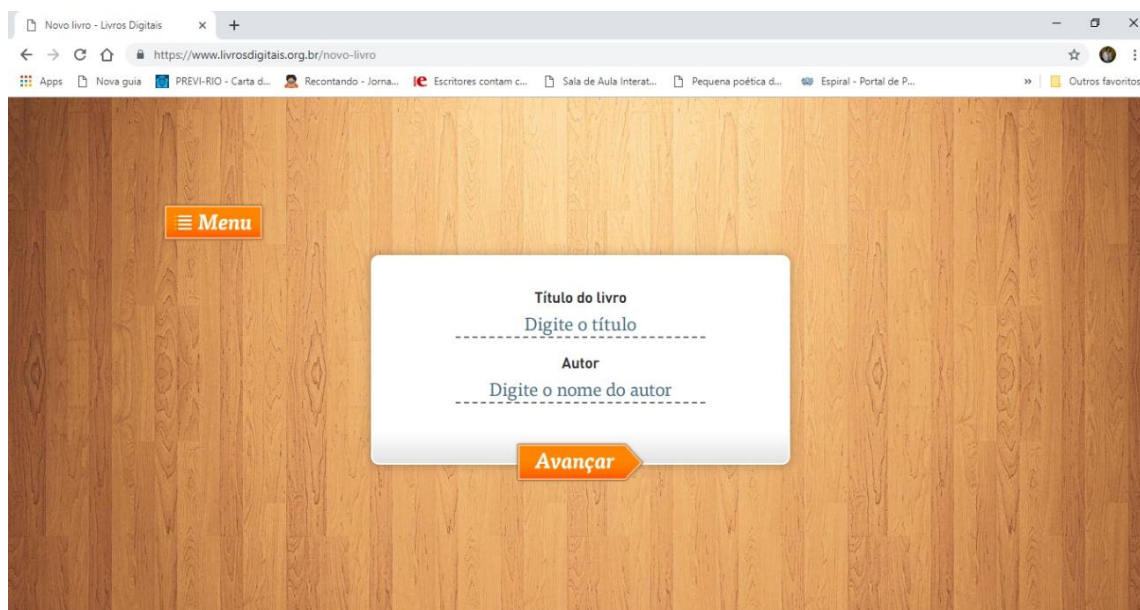 Novo livro - Livros Digitais
https://www.livrosdigitais.org.br/novo-livro
Apps Nova guia PREVI-RIO - Carta d... Recontando - Jorna... Escritores contam c... Sala de Aula Interat... Pequena poética d... Espiral - Portal de P... » Outros favoritos
Menu
Título do livro
Digite o título
Autor
Digite o nome do autor
Avançar